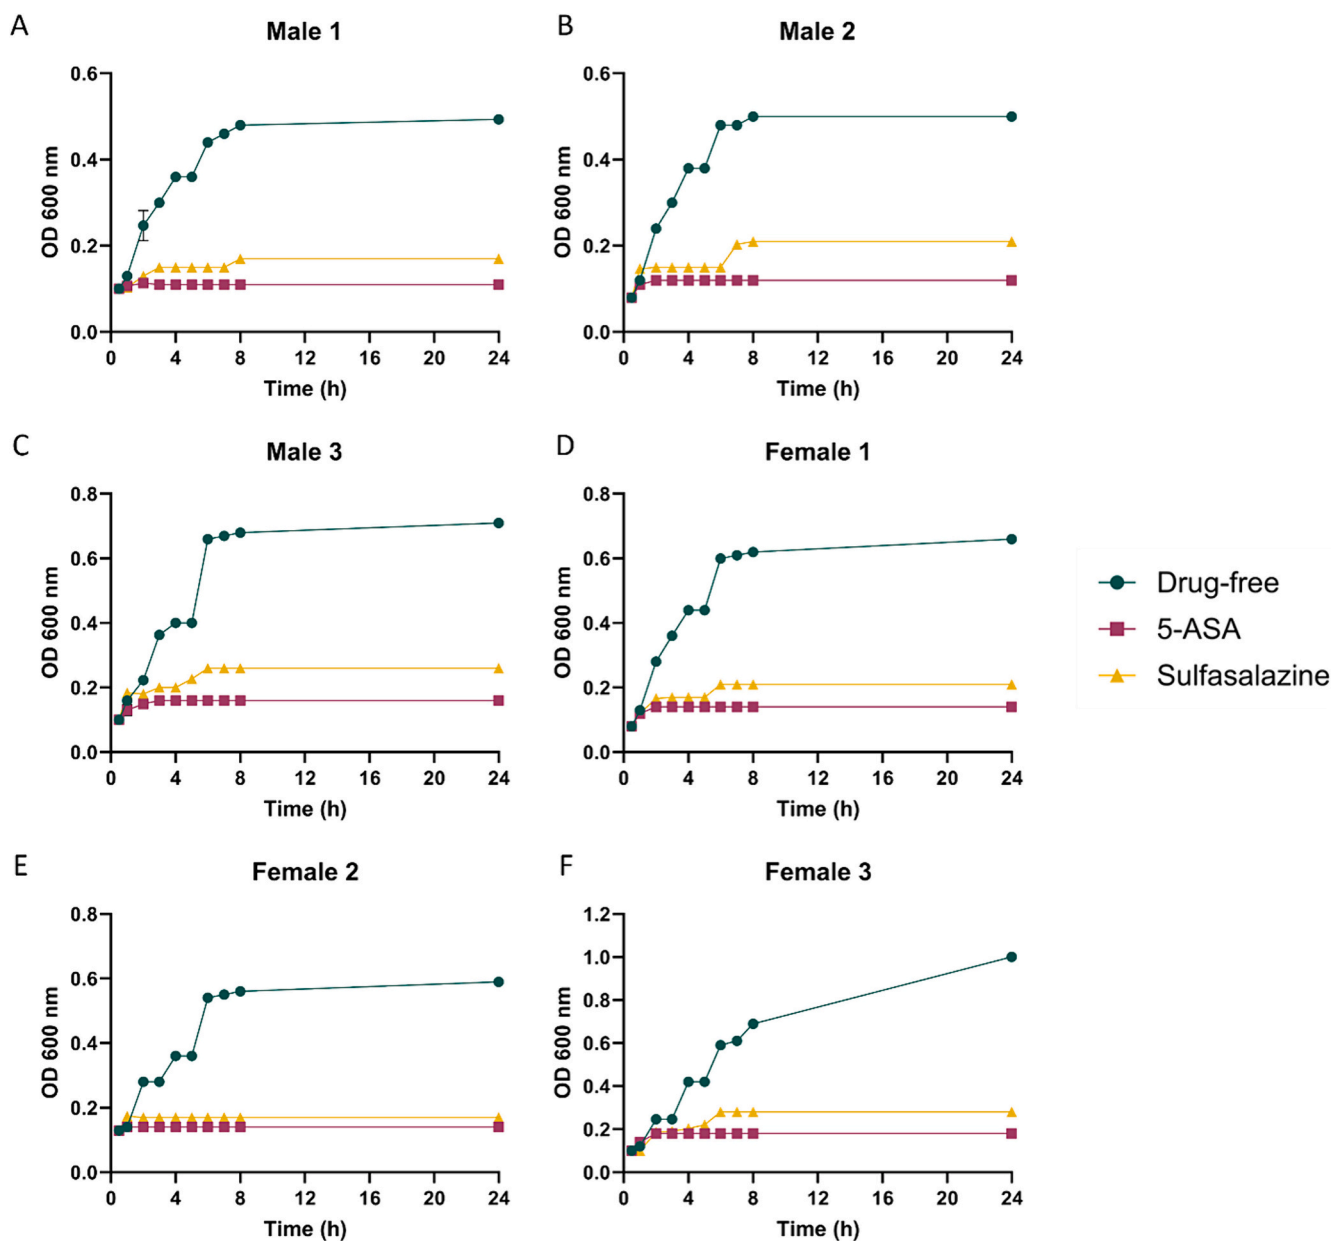 A
Male 1
OD 600 nm
0.6
0.4
0.2
0.0
0 4 8 12 16 20 24
Time (h)
B
Male 2
OD 600 nm
0.6
0.4
0.2
0.0
0 4 8 12 16 20 24
Time (h)
C
Male 3
OD 600 nm
0.8
0.6
0.4
0.2
0.0
0 4 8 12 16 20 24
Time (h)
D
Female 1
OD 600 nm
0.8
0.6
0.4
0.2
0.0
0 4 8 12 16 20 24
Time (h)
Drug-free
5-ASA
Sulfasalazine
E
Female 2
OD 600 nm
0.8
0.6
0.4
0.2
0.0
0 4 8 12 16 20 24
Time (h)
F
Female 3
OD 600 nm
1.2
1.0
0.8
0.6
0.4
0.2
0.0
0 4 8 12 16 20 24
Time (h)